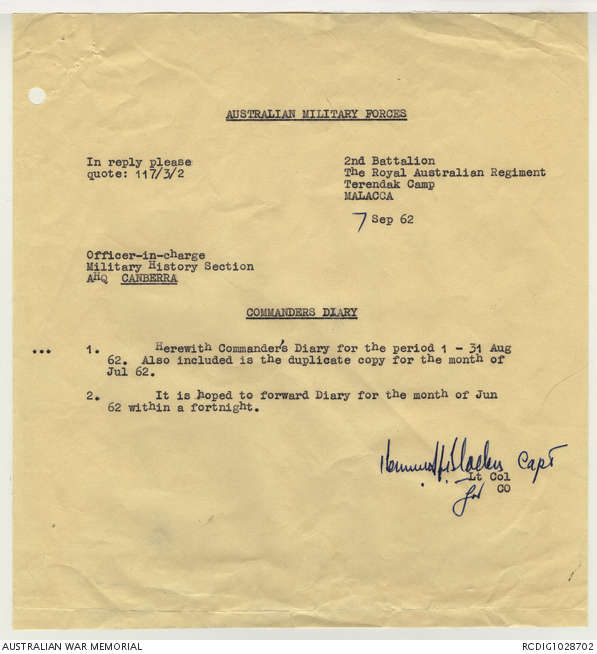 AUSTRALIAN MILITARY FORCES
In reply please
quote: 117/3/2
2nd Battalion
The Royal Australian Regiment
Terendak Camp
MALACCA
7 Sep 62
Officer-in-charge
Military History Section
AHQ CANBERRA
COMMANDERS DIARY
... 1. Herewith Commander's Diary for the period 1 - 31 Aug
62. Also included is the duplicate copy for the month of
Jul 62.
2. It is hoped to forward Diary for the month of Jun
62 within a fortnight.
Capt
Lt Col
for CO
AUSTRALIAN WAR MEMORIAL
RCDIG1028702